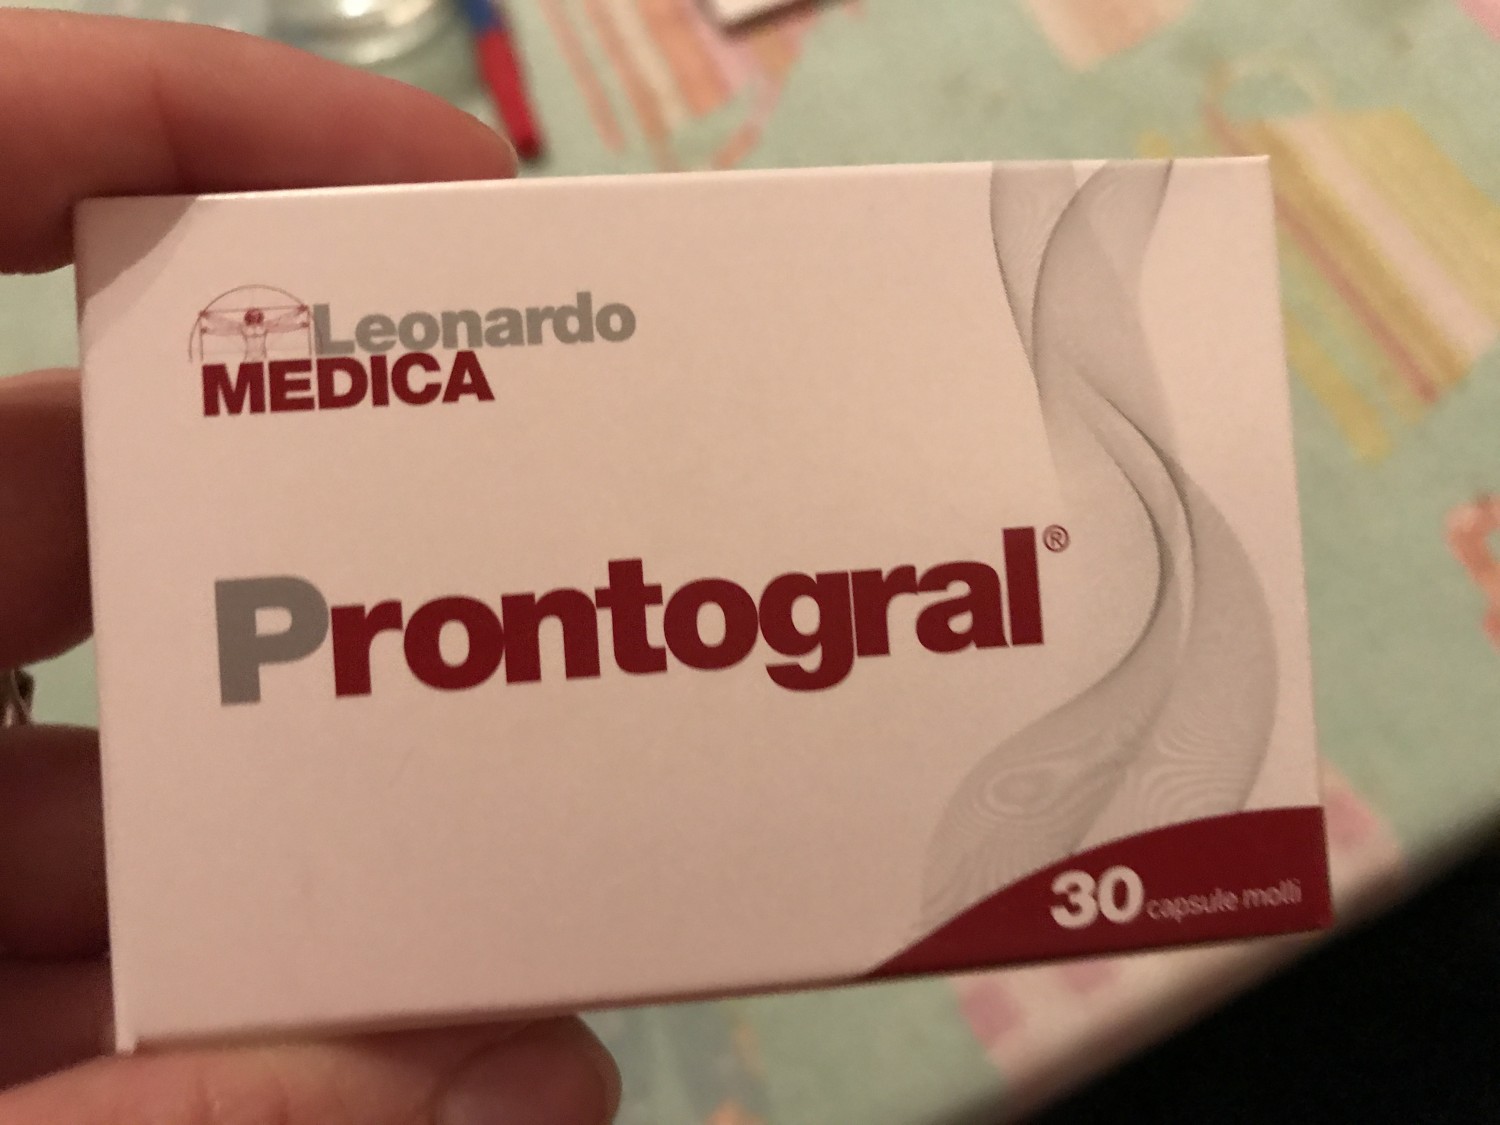 Leonardo
MEDICA
Prontogral®
30 capsule molli